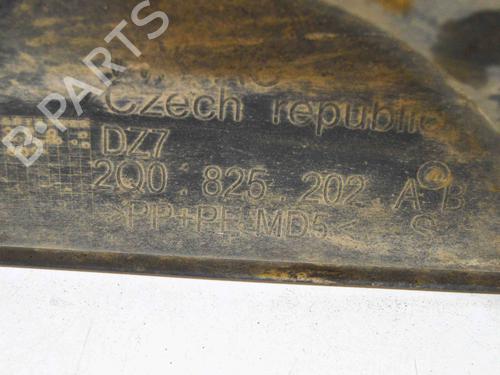 B-PARTS
Czech republic
DZ7
2Q0 . 825 . 202 . A B
>PP+PE-MD5< S